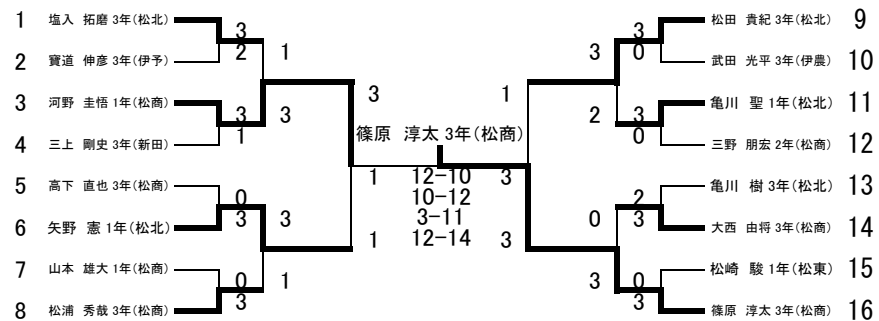 1 塩入 拓磨 3年(松北)
2 寶道 伸彦 3年(伊予)
3 河野 圭悟 1年(松商)
4 三上 剛史 3年(新田)
5 高下 直也 3年(松商)
6 矢野 憲 1年(松北)
7 山本 雄大 1年(松商)
8 松浦 秀哉 3年(松商)
3
2
3
1
0
3
0
3
1
3
3
1
3
1
篠原 淳太 3年(松商)
1 12-10 3
10-12
3-11
12-14
1
3
3
2
0
3
3
0
3
0
2
3
0
3
松田 貴紀 3年(松北) 9
武田 光平 3年(伊農) 10
亀川 聖 1年(松北) 11
三野 朋宏 2年(松商) 12
亀川 樹 3年(松北) 13
大西 由将 3年(松商) 14
松崎 駿 1年(松東) 15
篠原 淳太 3年(松商) 16